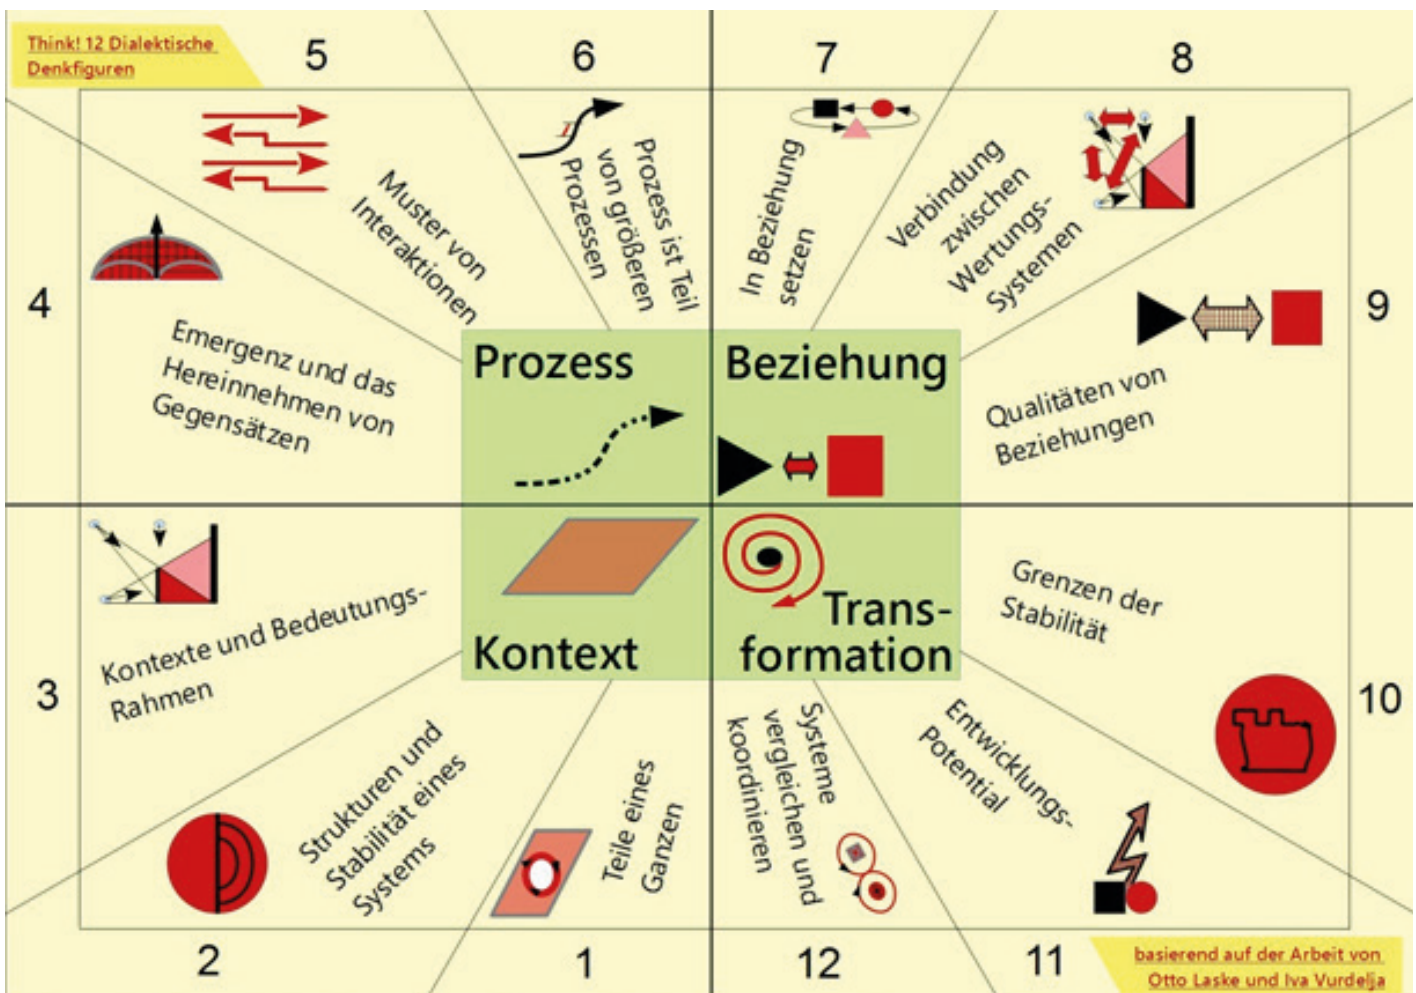 Think! 12 Dialektische
Denkfiguren
5
6
7
8
4
9
Muster von
Interaktionen
Prozess ist Teil
von größeren
Prozessen
In Beziehung
setzen
Verbindung
zwischen
Wertungs-
Systemen
Emergenz und das
Hereinnehmen von
Gegensätzen
Prozess
Beziehung
Qualitäten von
Beziehungen
Kontexte und Bedeutungs-
Rahmen
Kontext
Trans-
formation
Grenzen der
Stabilität
3
10
Strukturen und
Stabilität eines
Systems
Teile eines
Ganzen
Systeme
vergleichen und
koordinieren
Entwicklungs-
Potential
2
1
12
11
basierend auf der Arbeit von
Otto Laske und Iva Vurdelja